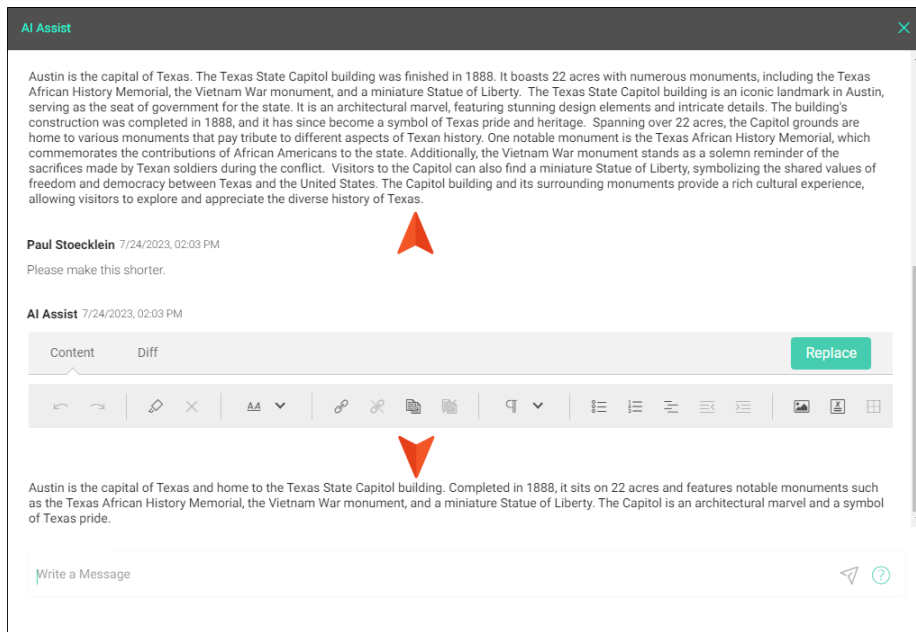 AI Assist
Austin is the capital of Texas. The Texas State Capitol building was finished in 1888. It boasts 22 acres with numerous monuments, including the Texas
African History Memorial, the Vietnam War monument, and a miniature Statue of Liberty.  The Texas State Capitol building is an iconic landmark in Austin,
serving as the seat of government for the state. It is an architectural marvel, featuring stunning design elements and intricate details. The building's
construction was completed in 1888, and it has since become a symbol of Texas pride and heritage.  Spanning over 22 acres, the Capitol grounds are
home to various monuments that pay tribute to different aspects of Texan history. One notable monument is the Texas African History Memorial, which
commemorates the contributions of African Americans to the state. Additionally, the Vietnam War monument stands as a solemn reminder of the
sacrifices made by Texan soldiers during the conflict.  Visitors to the Capitol can also find a miniature Statue of Liberty, symbolizing the shared values of
freedom and democracy between Texas and the United States. The Capitol building and its surrounding monuments provide a rich cultural experience,
allowing visitors to explore and appreciate the diverse history of Texas.
Paul Stoecklein 7/24/2023, 02:03 PM
Please make this shorter.
AI Assist 7/24/2023, 02:03 PM
Content Diff Replace
Austin is the capital of Texas and home to the Texas State Capitol building. Completed in 1888, it sits on 22 acres and features notable monuments such
as the Texas African History Memorial, the Vietnam War monument, and a miniature Statue of Liberty. The Capitol is an architectural marvel and a symbol
of Texas pride.
Write a Message